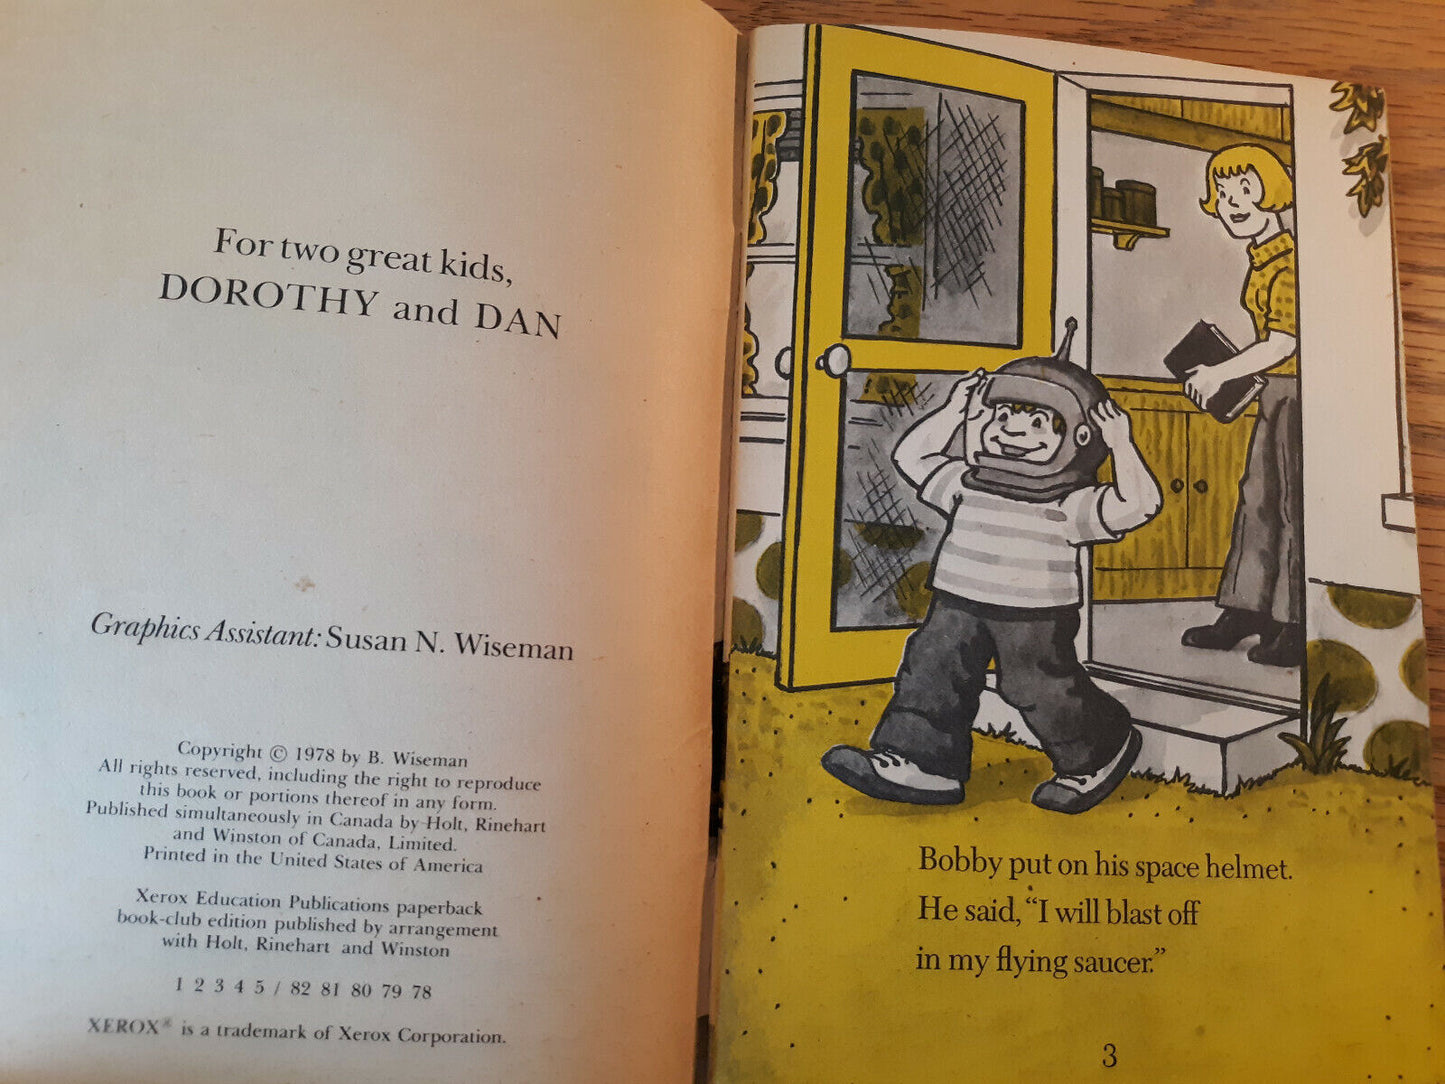 For two great kids,
DOROTHY and DAN
Graphics Assistant: Susan N. Wiseman
Copyright © 1978 by B. Wiseman
All rights reserved, including the right to reproduce
this book or portions thereof in any form.
Published simultaneously in Canada by Holt, Rinehart
and Winston of Canada, Limited.
Printed in the United States of America
Xerox Education Publications paperback
book-club edition published by arrangement
with Holt, Rinehart and Winston
1 2 3 4 5 / 82 81 80 79 78
XEROX® is a trademark of Xerox Corporation.
Bobby put on his space helmet.
He said, “I will blast off
in my flying saucer.”
3